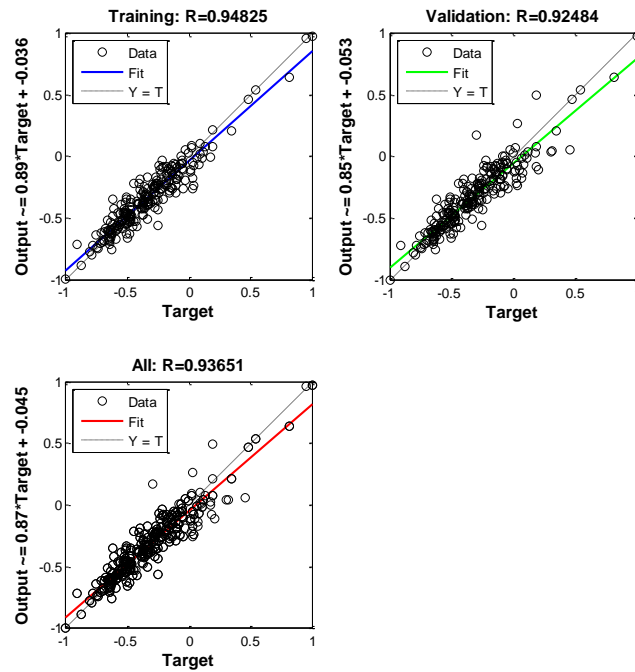 Training: R=0.94825
Output ~= 0.89*Target + -0.036
1
0.5
0
-0.5
-1
Data
Fit
Y = T
-1 -0.5 0 0.5 1
Target
Validation: R=0.92484
Output ~= 0.85*Target + -0.053
1
0.5
0
-0.5
-1
Data
Fit
Y = T
-1 -0.5 0 0.5 1
Target
All: R=0.93651
Output ~= 0.87*Target + -0.045
1
0.5
0
-0.5
-1
Data
Fit
Y = T
-1 -0.5 0 0.5 1
Target